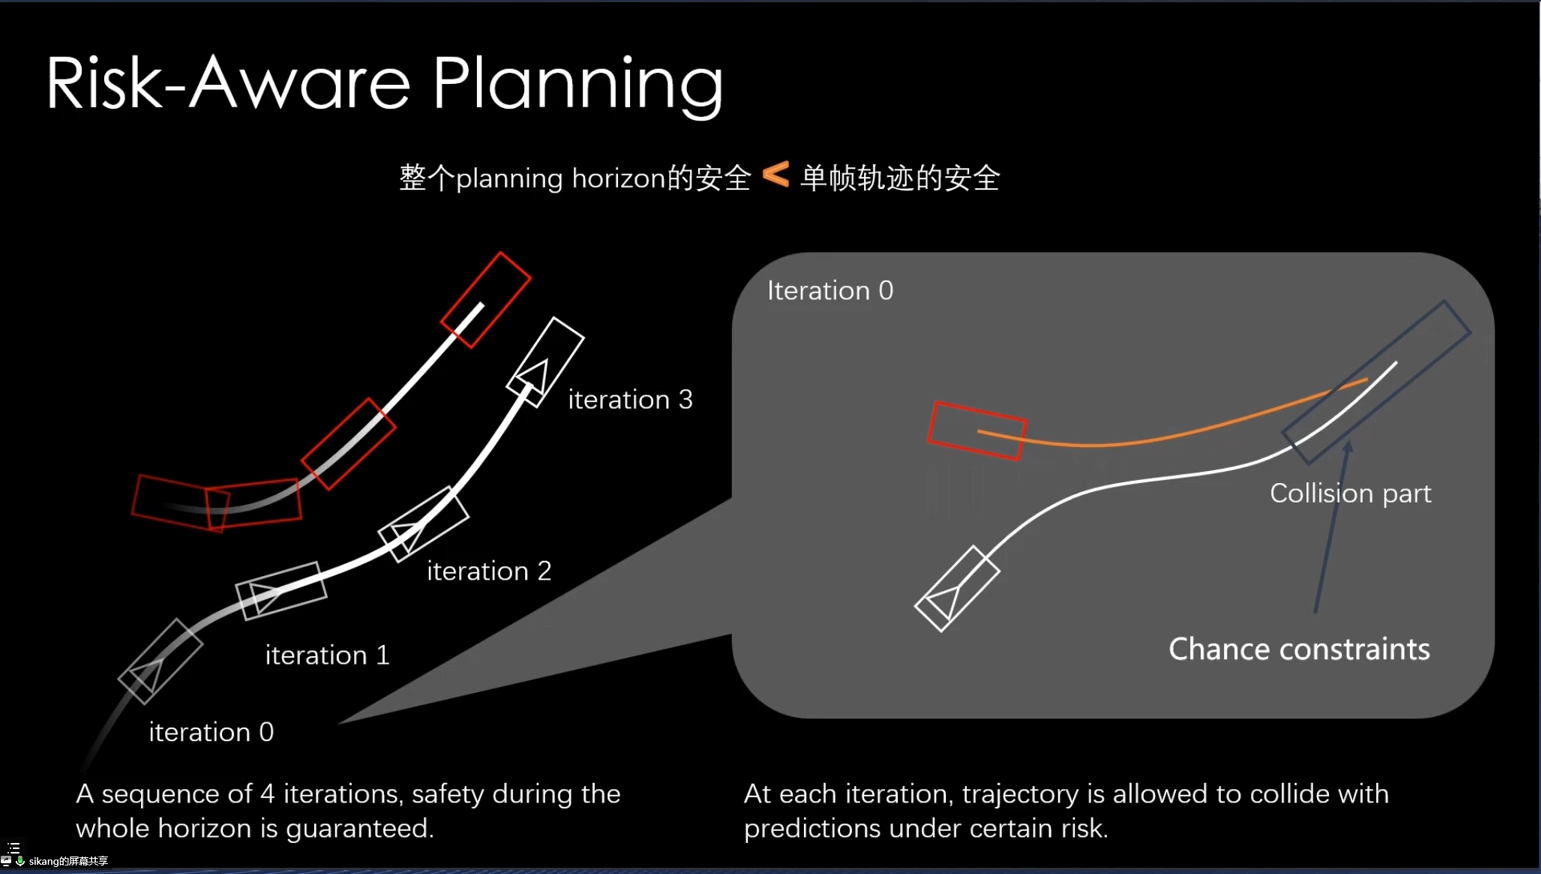 Risk-Aware Planning
整个planning horizon的安全 < 单帧轨迹的安全
iteration 3
iteration 2
iteration 1
iteration 0
A sequence of 4 iterations, safety during the
whole horizon is guaranteed.
Iteration 0
Collision part
Chance constraints
At each iteration, trajectory is allowed to collide with
predictions under certain risk.
sikang的屏幕共享